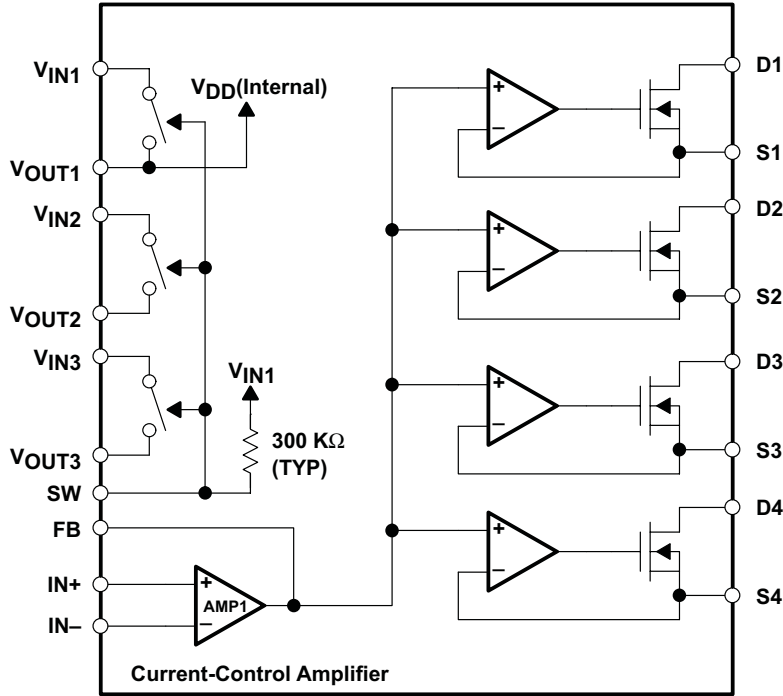 VIN1
VDD(Internal)
VOUT1
VIN2
VOUT2
VIN3
VIN1
300 KΩ
(TYP)
VOUT3
SW
FB
IN+
+
AMP1
−
IN–
Current-Control Amplifier
+
−
D1
S1
+
−
D2
S2
+
−
D3
S3
+
−
D4
S4